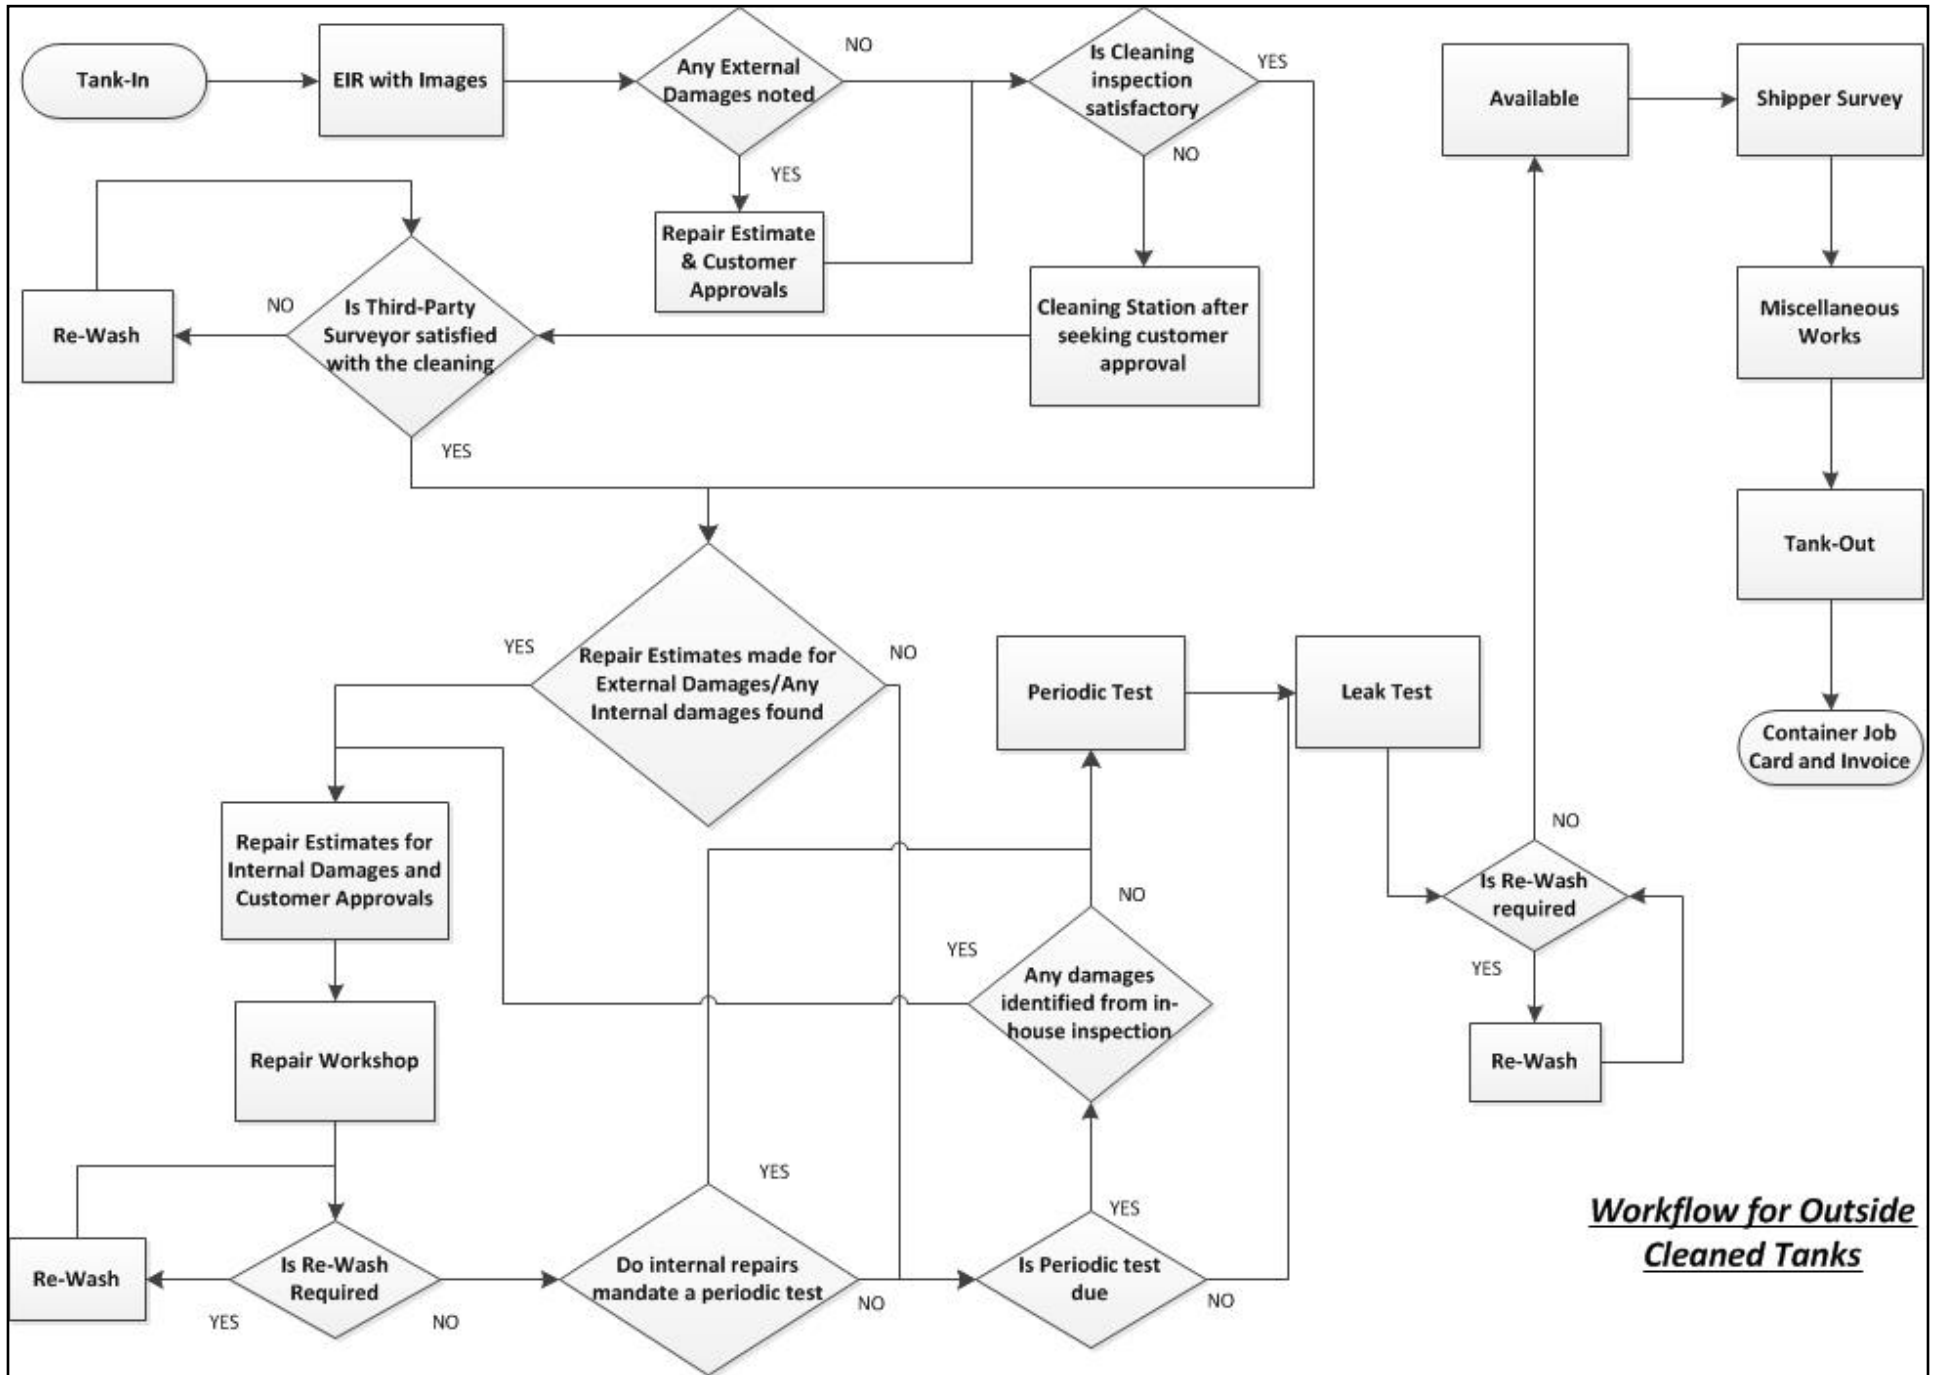 Tank-In
EIR with Images
Any External
Damages noted
NO
YES
Is Cleaning
inspection
satisfactory
YES
NO
Available
Shipper Survey
Repair Estimate
& Customer
Approvals
Re-Wash
NO
Is Third-Party
Surveyor satisfied
with the cleaning
YES
Cleaning Station after
seeking customer
approval
Miscellaneous
Works
Tank-Out
Container Job
Card and Invoice
YES
Repair Estimates made for
External Damages/Any
Internal damages found
NO
Periodic Test
Leak Test
Repair Estimates for
Internal Damages and
Customer Approvals
NO
YES
Any damages
identified from in-
house inspection
NO
Is Re-Wash
required
YES
Re-Wash
Repair Workshop
Re-Wash
YES
Is Re-Wash
Required
NO
YES
Do internal repairs
mandate a periodic test
NO
YES
Is Periodic test
due
NO
Workflow for Outside
Cleaned Tanks